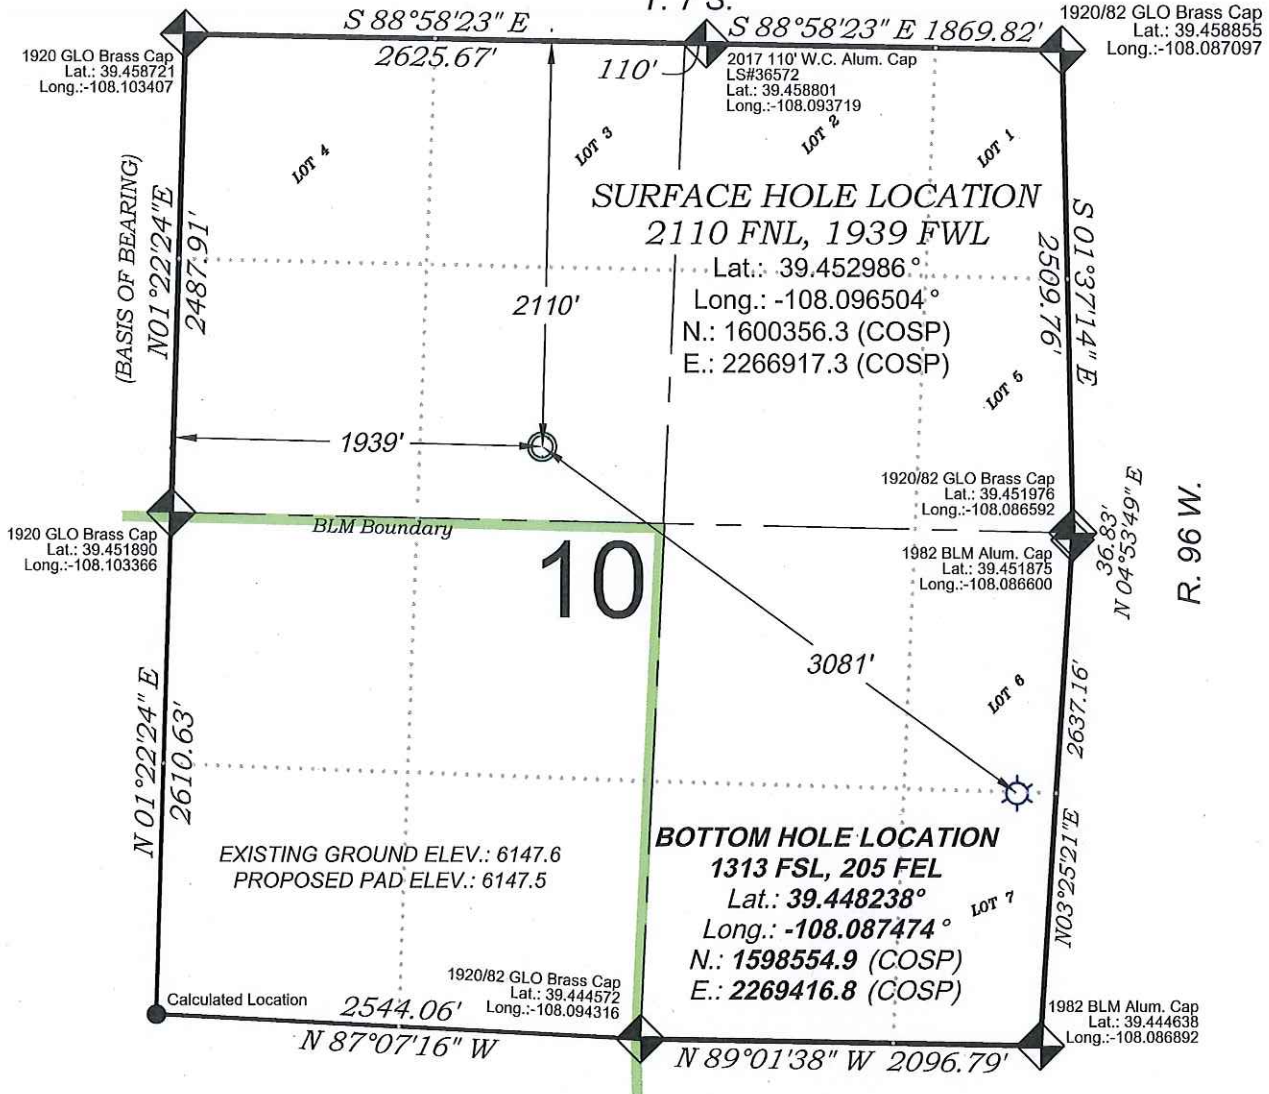 T. 7 S.
S 88°58'23" E
2625.67'
S 88°58'23" E 1869.82'
110'
1920 GLO Brass Cap
Lat.: 39.458721
Long.:-108.103407
2017 110' W.C. Alum. Cap
LS#36572
Lat.: 39.458801
Long.:-108.093719
1920/82 GLO Brass Cap
Lat.: 39.458855
Long.:-108.087097
LOT 4
LOT 3
LOT 2
LOT 1
(BASIS OF BEARING)
N01°22'24"E
2487.91'
SURFACE HOLE LOCATION
2110 FNL, 1939 FWL
Lat.: 39.452986°
Long.: -108.096504°
N.: 1600356.3 (COSP)
E.: 2266917.3 (COSP)
S 01°37'14" E
2509.76'
2110'
LOT 5
1939'
1920/82 GLO Brass Cap
Lat.: 39.451976
Long.:-108.086592
1920 GLO Brass Cap
Lat.: 39.451890
Long.:-108.103366
BLM Boundary
10
1982 BLM Alum. Cap
Lat.: 39.451875
Long.:-108.086600
36.83'
N 04°53'49" E
R. 96 W.
3081'
LOT 6
2637.16'
N03°25'21"E
N 01°22'24" E
2610.63'
EXISTING GROUND ELEV.: 6147.6
PROPOSED PAD ELEV.: 6147.5
BOTTOM HOLE LOCATION
1313 FSL, 205 FEL
Lat.: 39.448238°
Long.: -108.087474°
N.: 1598554.9 (COSP)
E.: 2269416.8 (COSP)
LOT 7
Calculated Location
2544.06'
N 87°07'16" W
1920/82 GLO Brass Cap
Lat.: 39.444572
Long.:-108.094316
N 89°01'38" W 2096.79'
1982 BLM Alum. Cap
Lat.: 39.444638
Long.:-108.086892